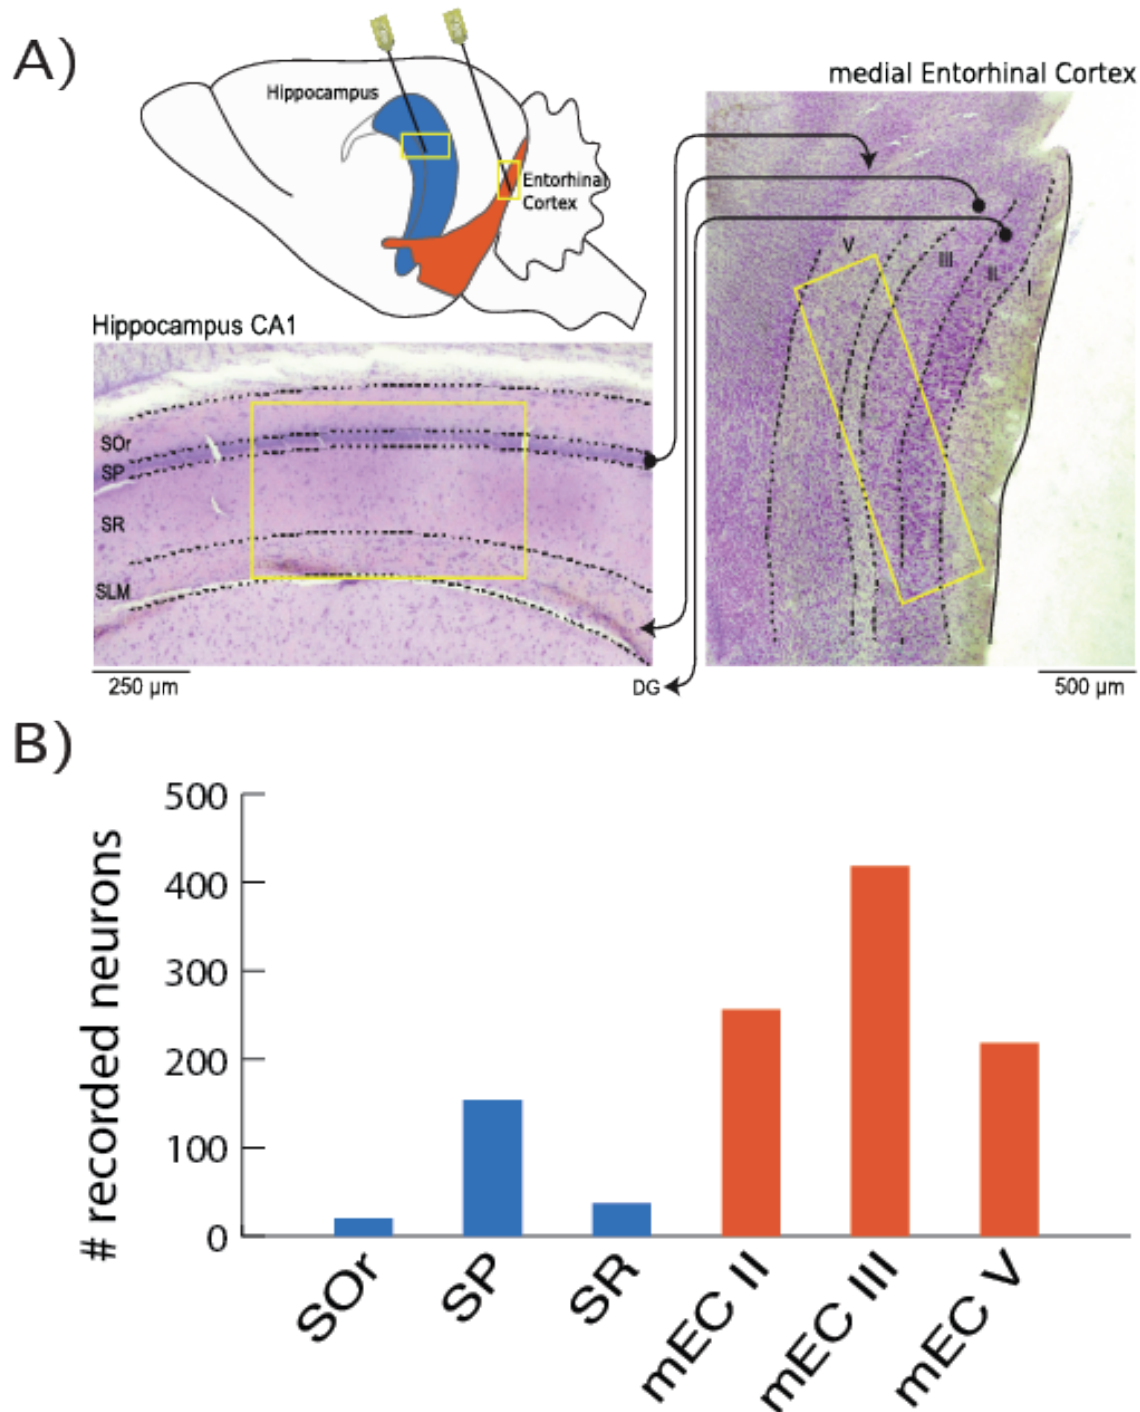 A)
Hippocampus
Entorhinal
Cortex
medial Entorhinal Cortex
V
III
II
I
Hippocampus CA1
SOr
SP
SR
SLM
250 µm
DG
500 µm
B)
# recorded neurons
500
400
300
200
100
0
SOr
SP
SR
mEC II
mEC III
mEC V